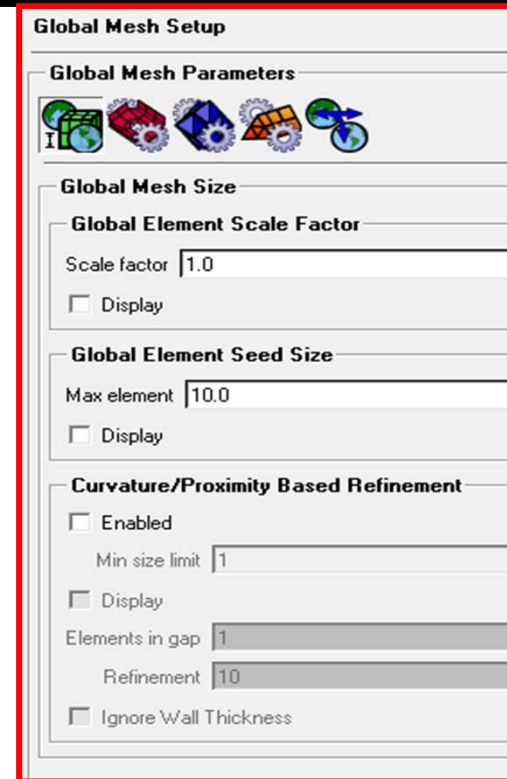 Global Mesh Setup
Global Mesh Parameters
Global Mesh Size
Global Element Scale Factor
Scale factor 1.0
Display
Global Element Seed Size
Max element 10.0
Display
Curvature/Proximity Based Refinement
Enabled
Min size limit 1
Display
Elements in gap 1
Refinement 10
Ignore Wall Thickness